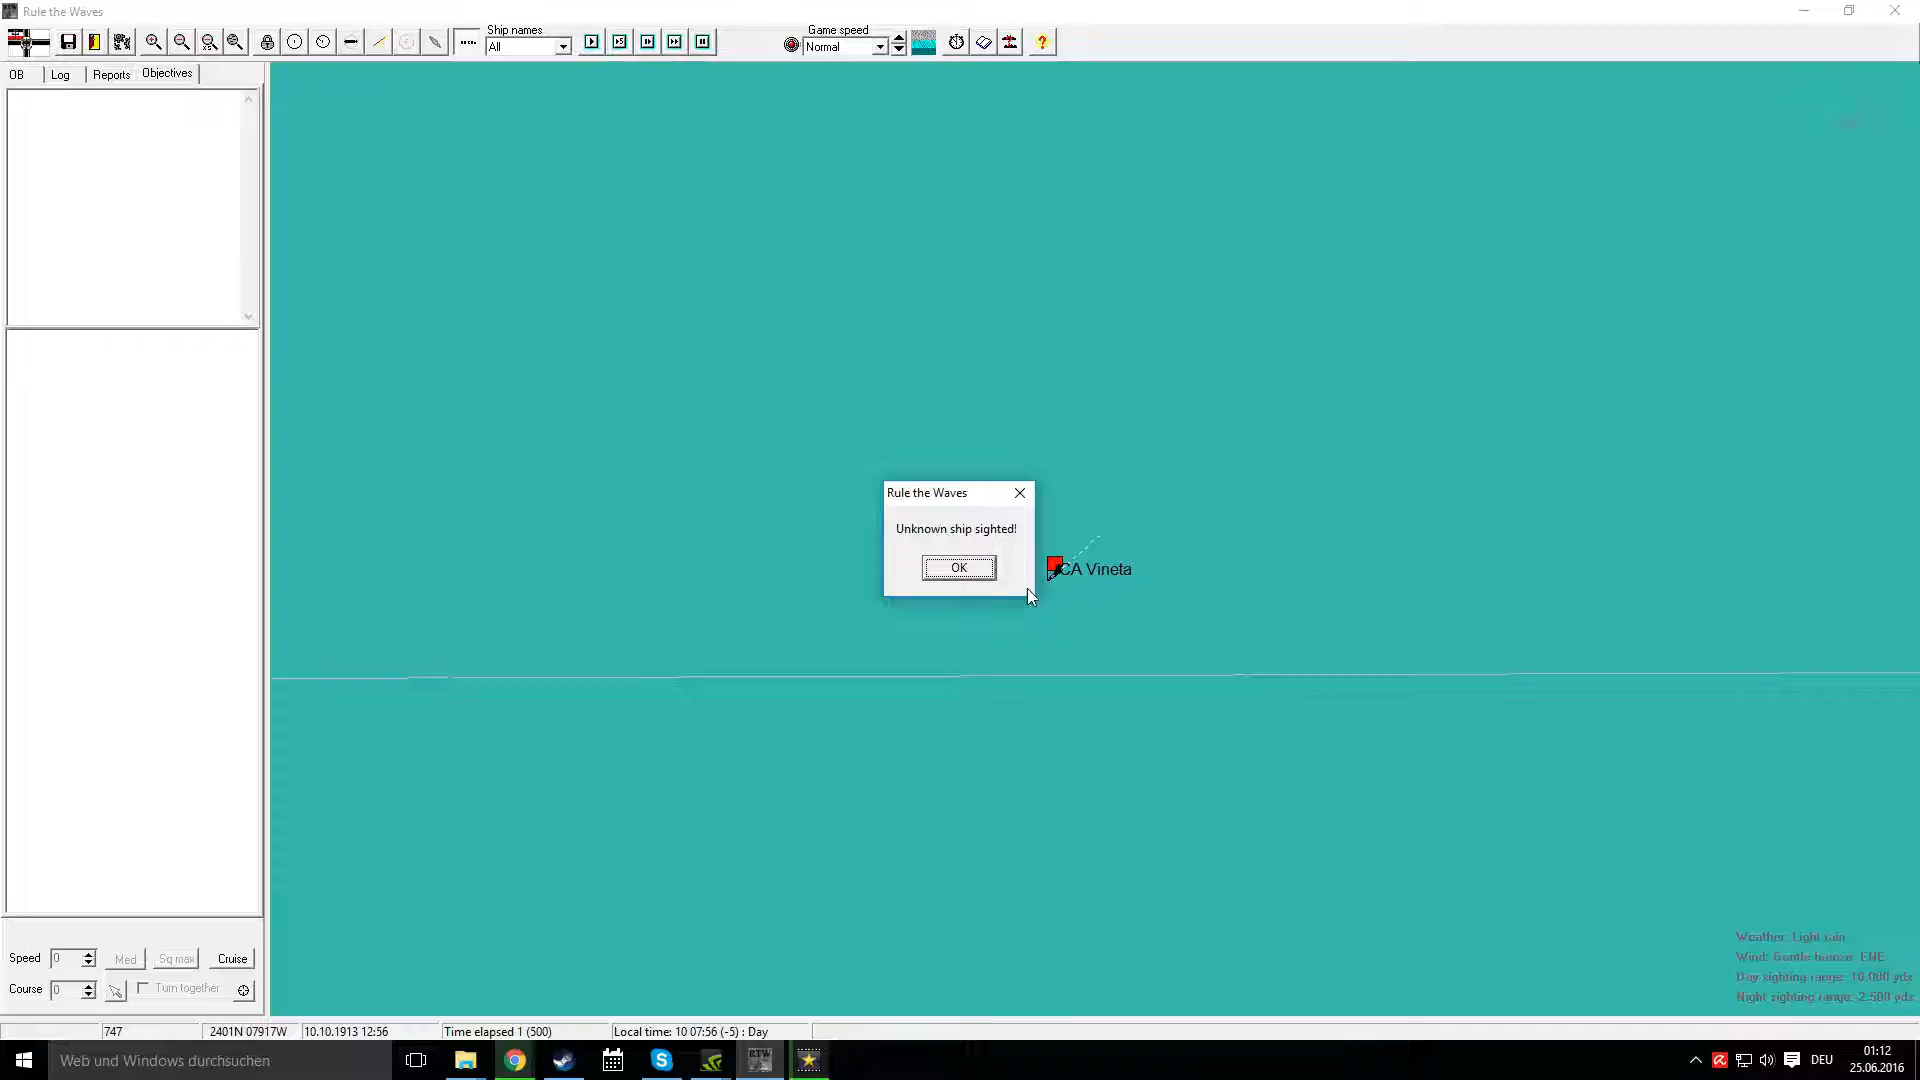 Rule the Waves
Ship names
All
Game speed
Normal
OB
Log
Reports
Objectives
Rule the Waves
Unknown ship sighted!
OK
CA Vineta
Weather: Light rain
Wind: Gentle breeze ENE
Day sighting range: 10.000 yds
Night sighting range: 2.500 yds
Speed 0 Med Sq max Cruise
Course 0 Turn together
747 2401N 07917W 10.10.1913 12:56 Time elapsed 1 (500) Local time: 10 07:56 (-5) : Day
Web und Windows durchsuchen
RTW
DEU
01:12
25.06.2016